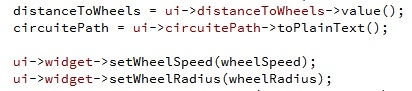 distanceToWheels = ui->distanceToWheels->value();
circuitePath = ui->circuitePath->toPlainText();
ui->widget->setWheelSpeed(wheelSpeed);
ui->widget->setWheelRadius(wheelRadius);